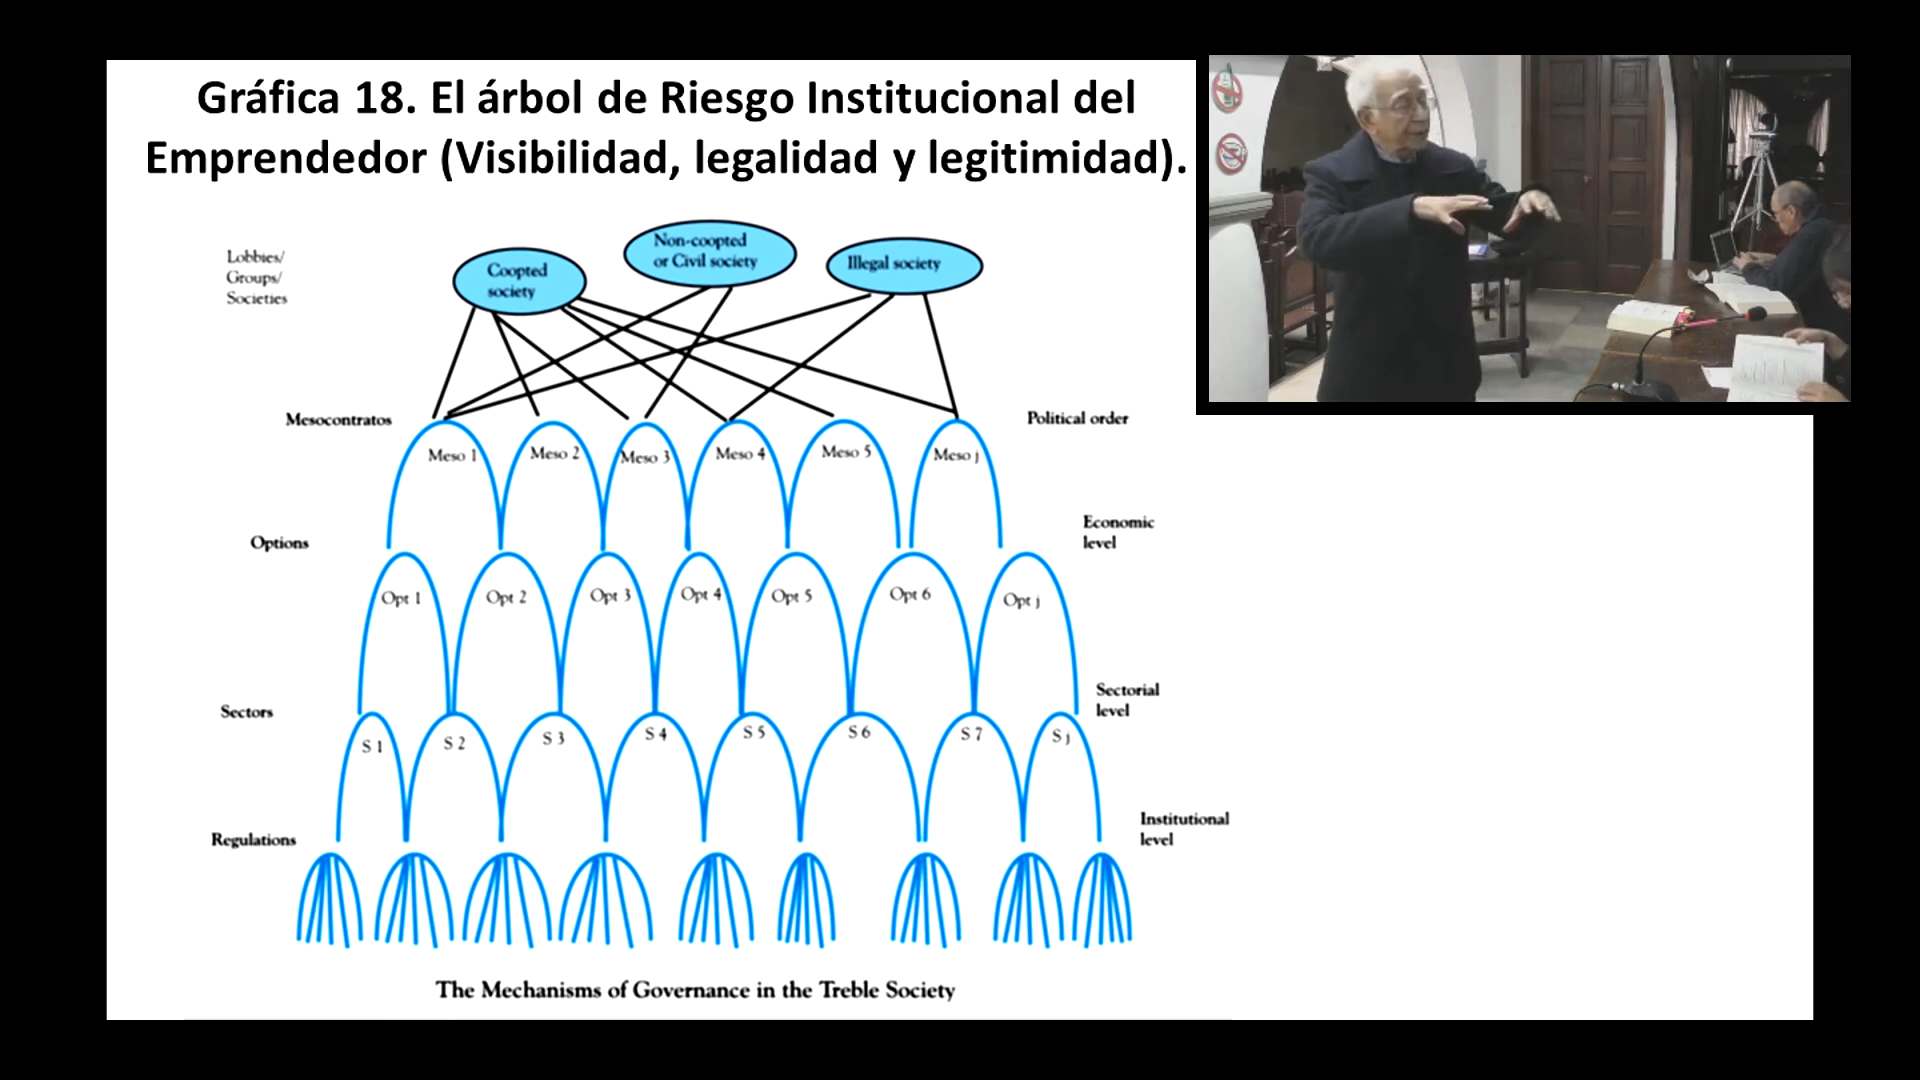 Gráfica 18. El árbol de Riesgo Institucional del
Emprendedor (Visibilidad, legalidad y legitimidad).
Lobbies/
Groups/
Societies
Coopted
society
Non-coopted
or Civil society
Illegal society
Mesocontratos
Political order
Meso 1
Meso 2
Meso 3
Meso 4
Meso 5
Meso j
Options
Economic
level
Opt 1
Opt 2
Opt 3
Opt 4
Opt 5
Opt 6
Opt j
Sectors
Sectorial
level
S 1
S 2
S 3
S 4
S 5
S 6
S 7
S j
Regulations
Institutional
level
The Mechanisms of Governance in the Treble Society